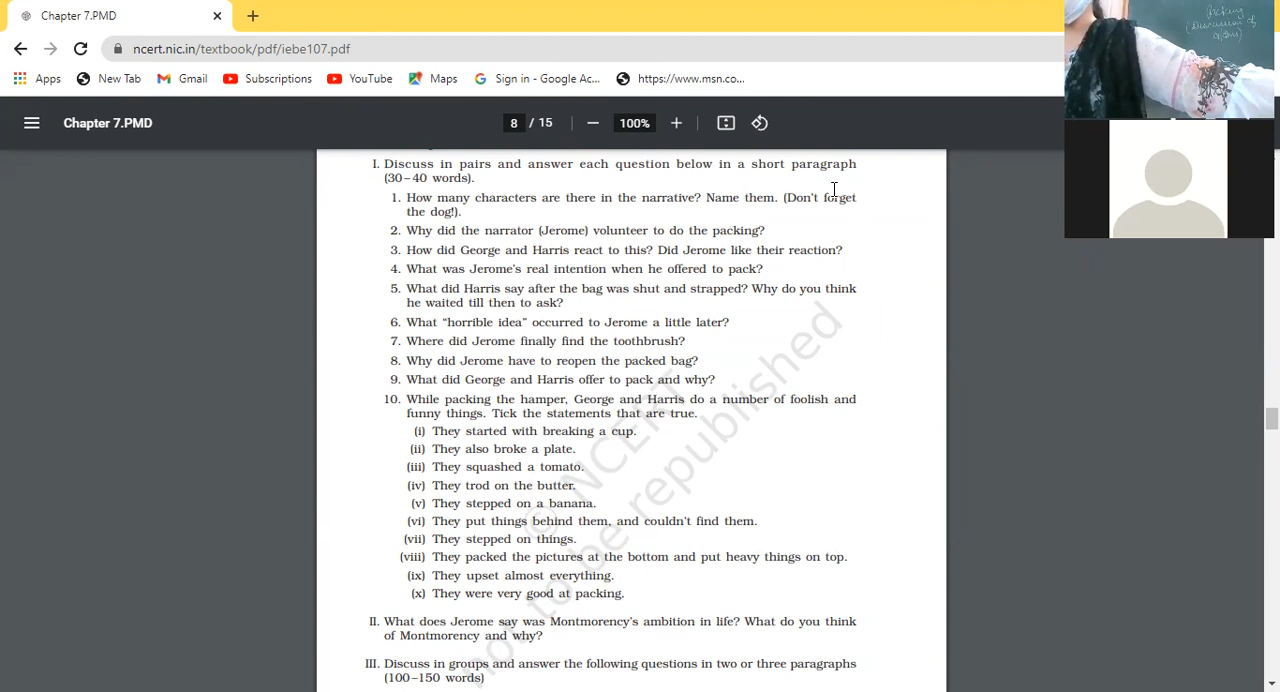 Chapter 7.PMD
ncert.nic.in/textbook/pdf/iebe107.pdf
Apps New Tab Gmail Subscriptions YouTube Maps Sign in - Google Ac... https://www.msn.co...
Chapter 7.PMD 8 / 15 100%
Packing
(Discussion of
I. Discuss in pairs and answer each question below in a short paragraph
(30–40 words).
1. How many characters are there in the narrative? Name them. (Don't forget
the dog!).
2. Why did the narrator (Jerome) volunteer to do the packing?
3. How did George and Harris react to this? Did Jerome like their reaction?
4. What was Jerome's real intention when he offered to pack?
5. What did Harris say after the bag was shut and strapped? Why do you think
he waited till then to ask?
6. What “horrible idea” occurred to Jerome a little later?
7. Where did Jerome finally find the toothbrush?
8. Why did Jerome have to reopen the packed bag?
9. What did George and Harris offer to pack and why?
10. While packing the hamper, George and Harris do a number of foolish and
funny things. Tick the statements that are true.
(i) They started with breaking a cup.
(ii) They also broke a plate.
(iii) They squashed a tomato.
(iv) They trod on the butter.
(v) They stepped on a banana.
(vi) They put things behind them, and couldn't find them.
(vii) They stepped on things.
(viii) They packed the pictures at the bottom and put heavy things on top.
(ix) They upset almost everything.
(x) They were very good at packing.
II. What does Jerome say was Montmorency's ambition in life? What do you think
of Montmorency and why?
III. Discuss in groups and answer the following questions in two or three paragraphs
(100–150 words)
© NCERT
not to be republished